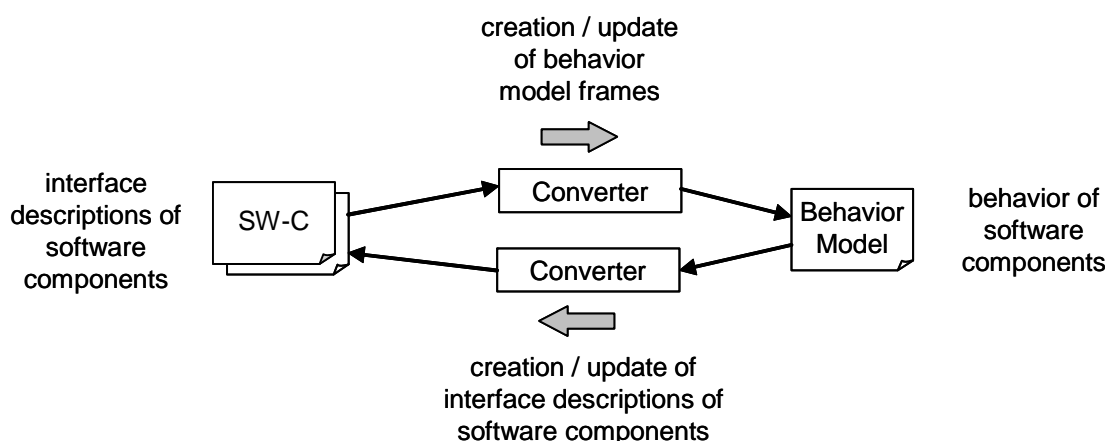 creation / update
of behavior
model frames
interface
descriptions of
software
components
SW-C
Converter
Converter
Behavior
Model
behavior of
software
components
creation / update of
interface descriptions of
software components